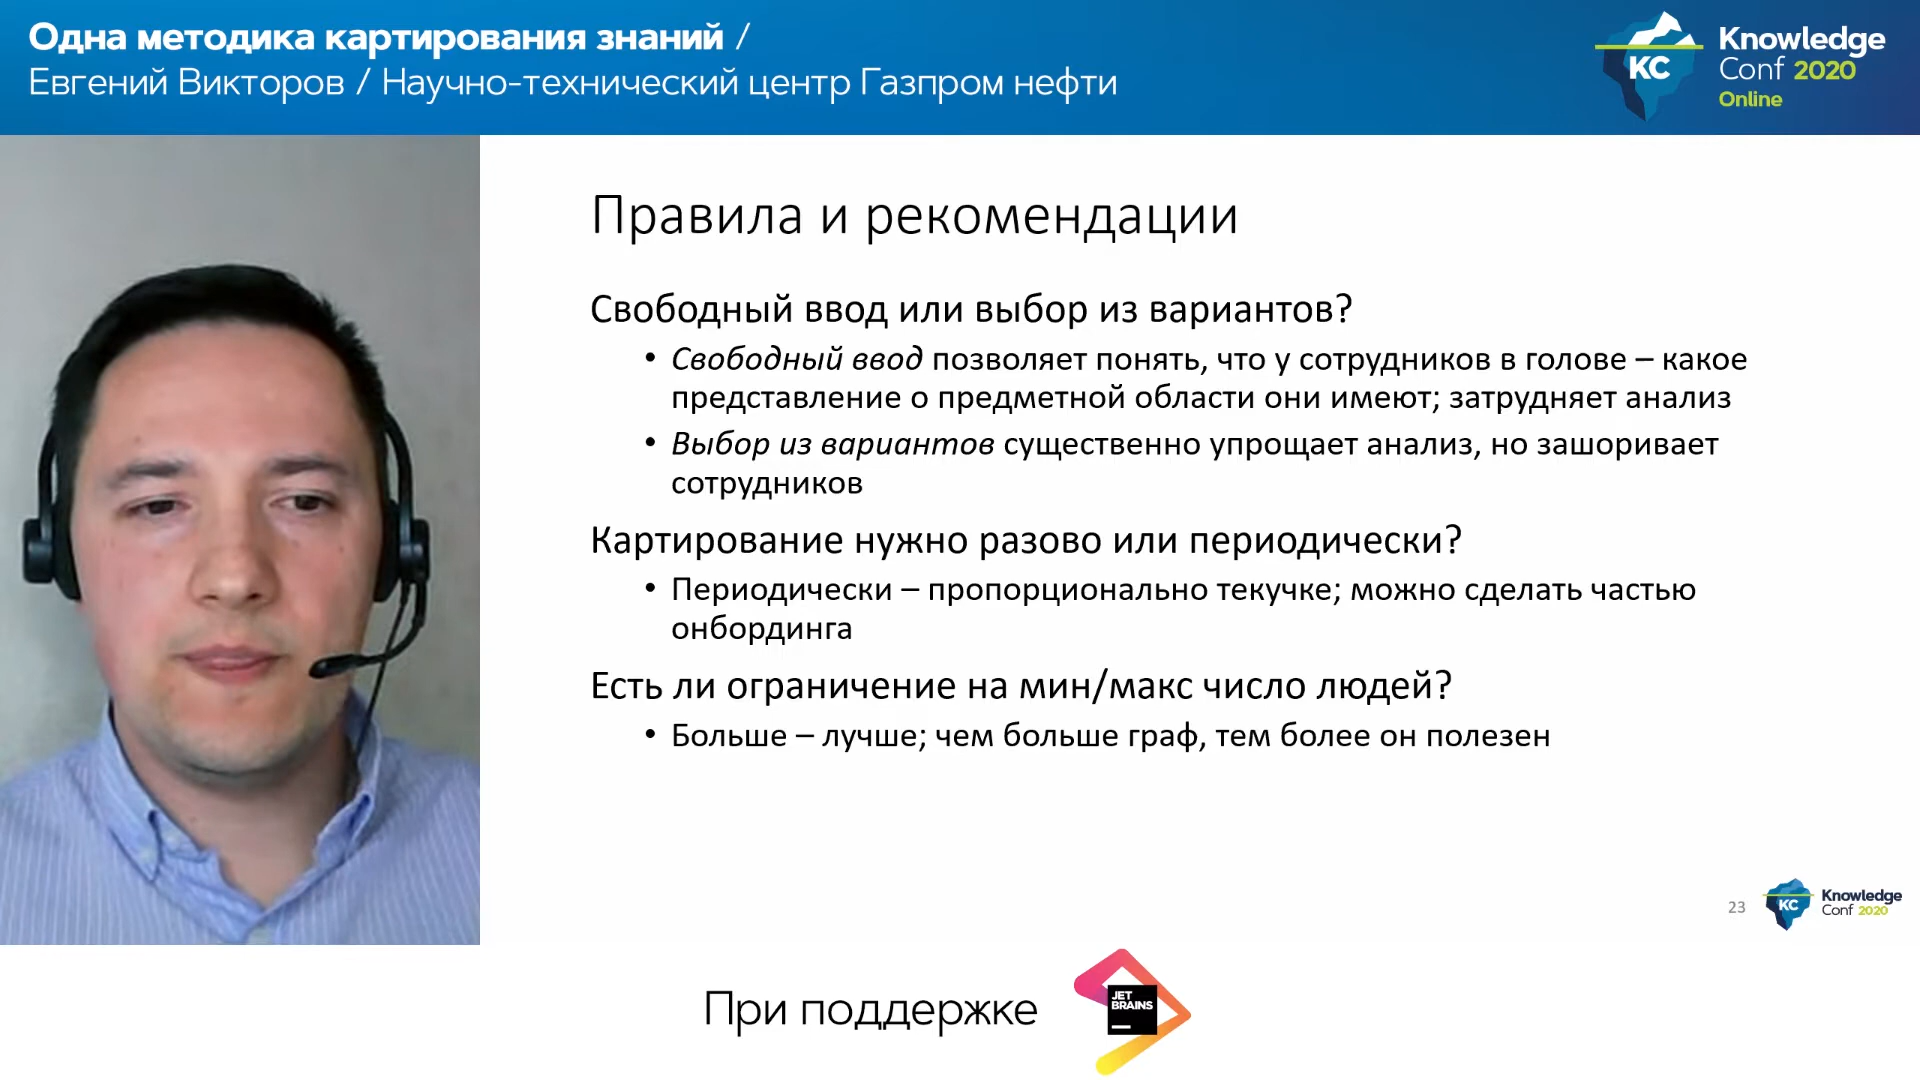 Одна методика картирования знаний /
Евгений Викторов / Научно-технический центр Газпром нефти
KC
Knowledge
Conf 2020
Online
Правила и рекомендации
Свободный ввод или выбор из вариантов?
• Свободный ввод позволяет понять, что у сотрудников в голове – какое
представление о предметной области они имеют; затрудняет анализ
• Выбор из вариантов существенно упрощает анализ, но зашоривает
сотрудников
Картирование нужно разово или периодически?
• Периодически – пропорционально текучке; можно сделать частью
онбординга
Есть ли ограничение на мин/макс число людей?
• Больше – лучше; чем больше граф, тем более он полезен
23
KC
Knowledge
Conf 2020
При поддержке
JET
BRAINS